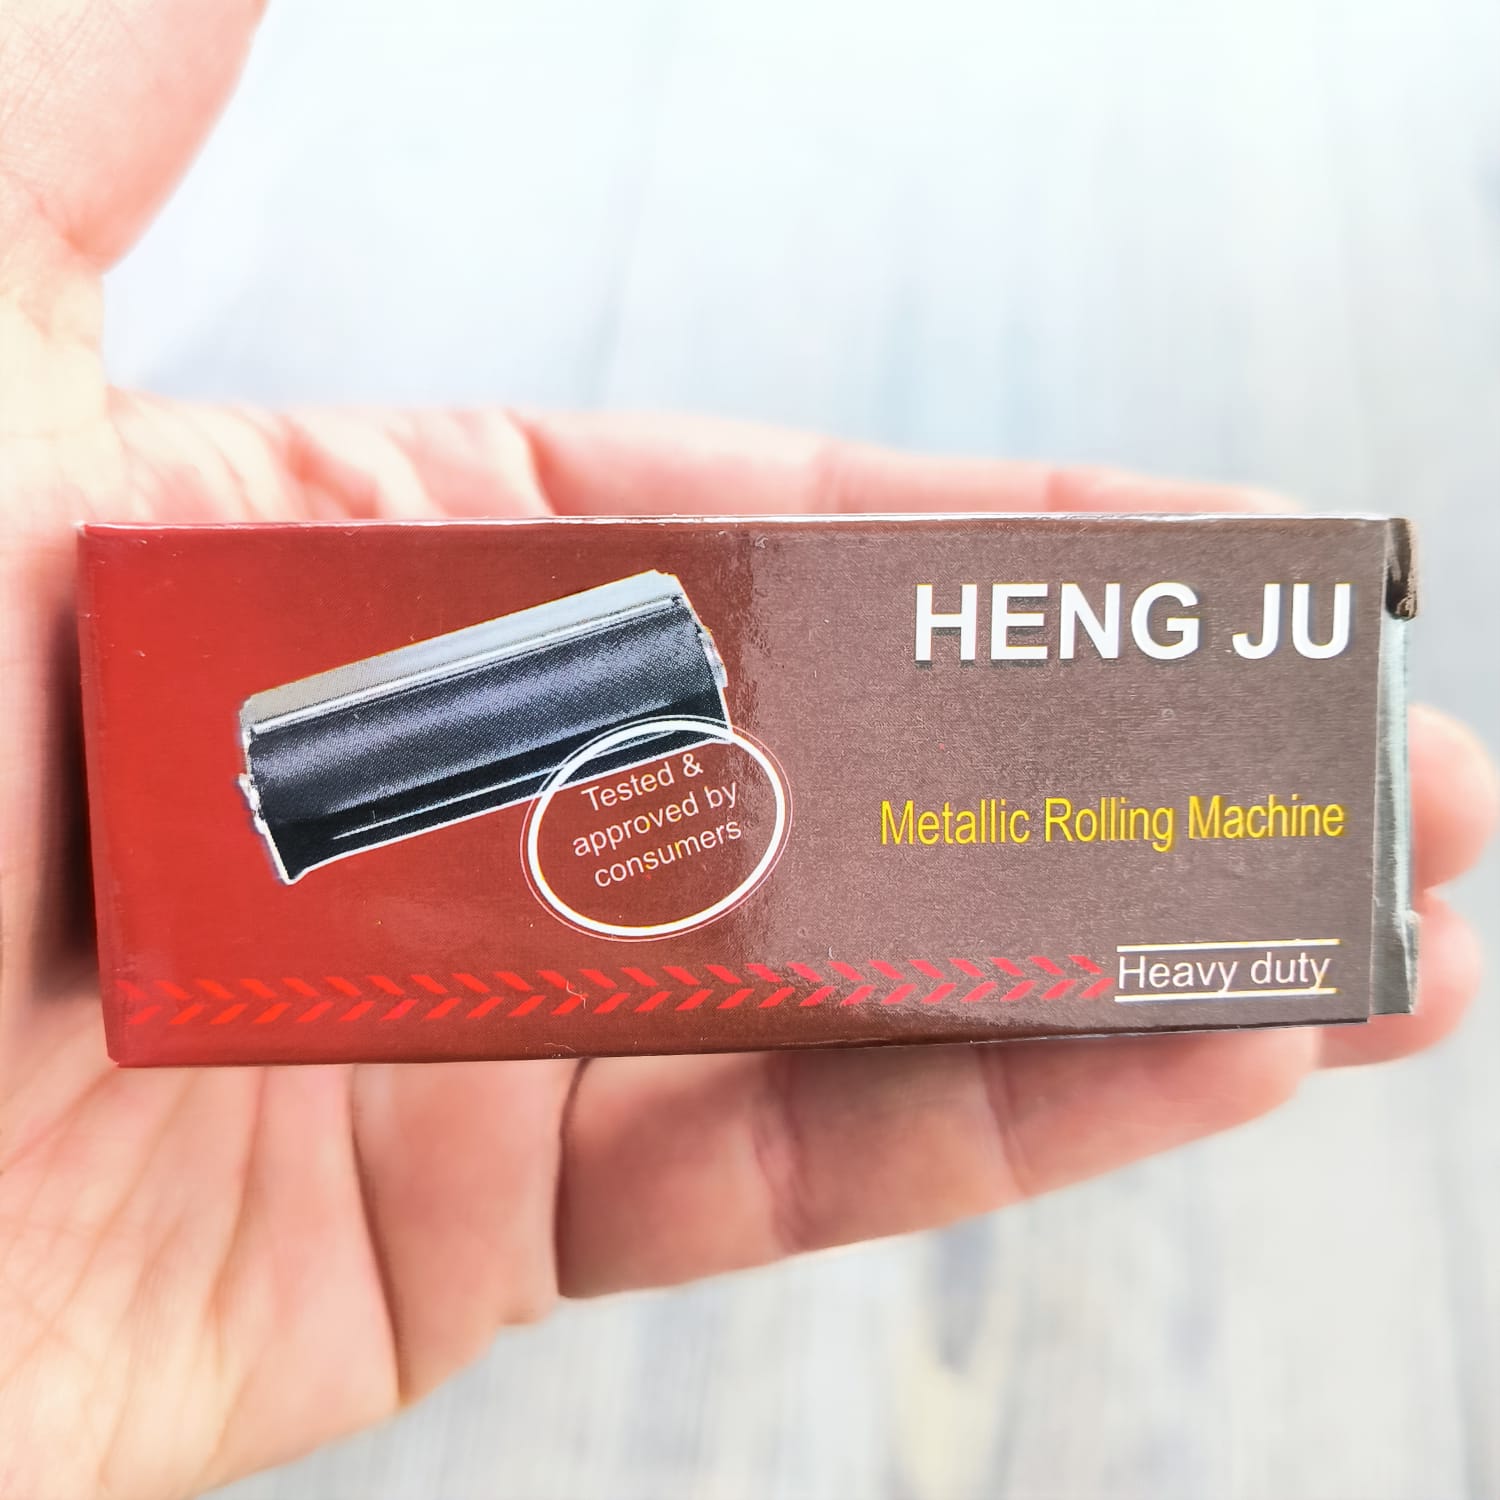 HENG JU
Tested &
approved by
consumers
Metallic Rolling Machine
Heavy duty